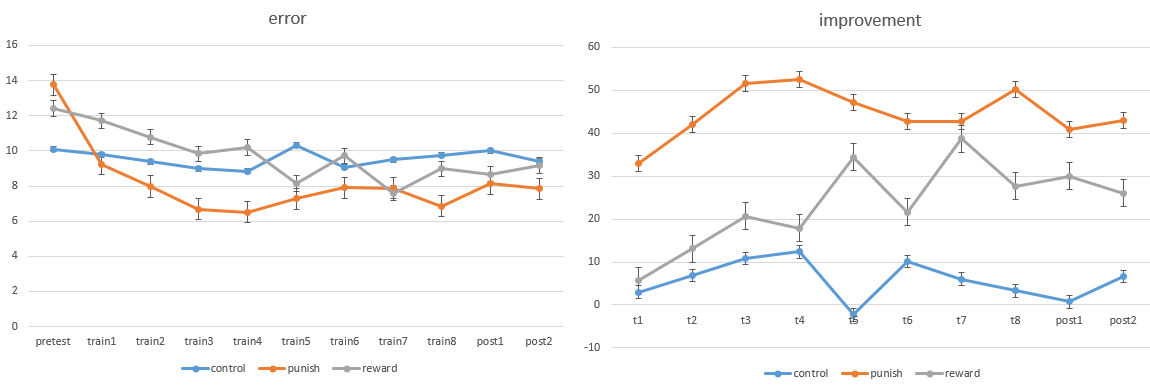 error
16
14
12
10
8
6
4
2
0
pretest train1 train2 train3 train4 train5 train6 train7 train8 post1 post2
control punish reward
improvement
60
50
40
30
20
10
0
-10
t1 t2 t3 t4 t5 t6 t7 t8 post1 post2
control punish reward